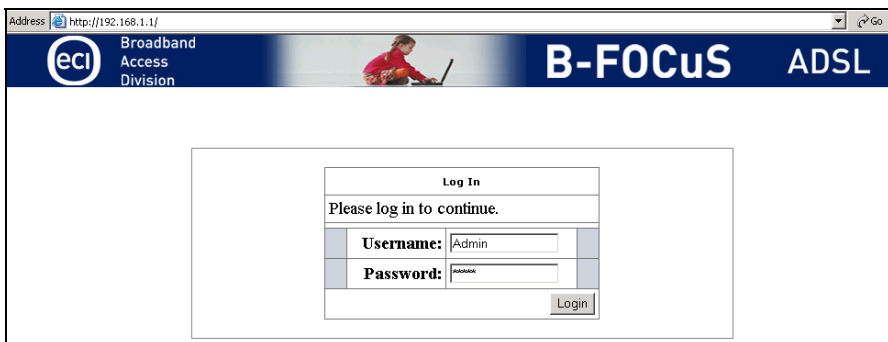 Address http://192.168.1.1/ Go
eci Broadband Access Division B-FOCuS ADSL
Log In
Please log in to continue.
Username: Admin
Password: *****
Login